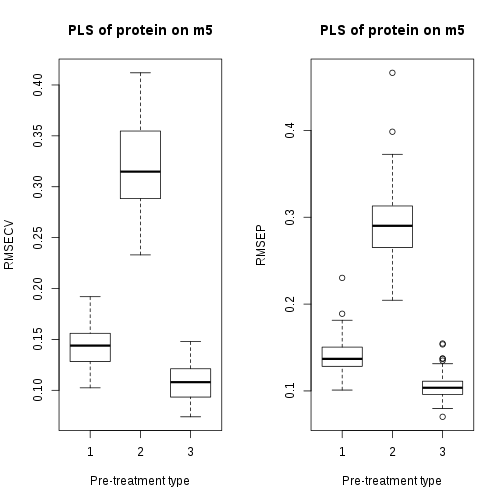 PLS of protein on m5
RMSECV
0.40
0.35
0.30
0.25
0.20
0.15
0.10
1 2 3
Pre-treatment type
PLS of protein on m5
RMSEP
0.4
0.3
0.2
0.1
1 2 3
Pre-treatment type